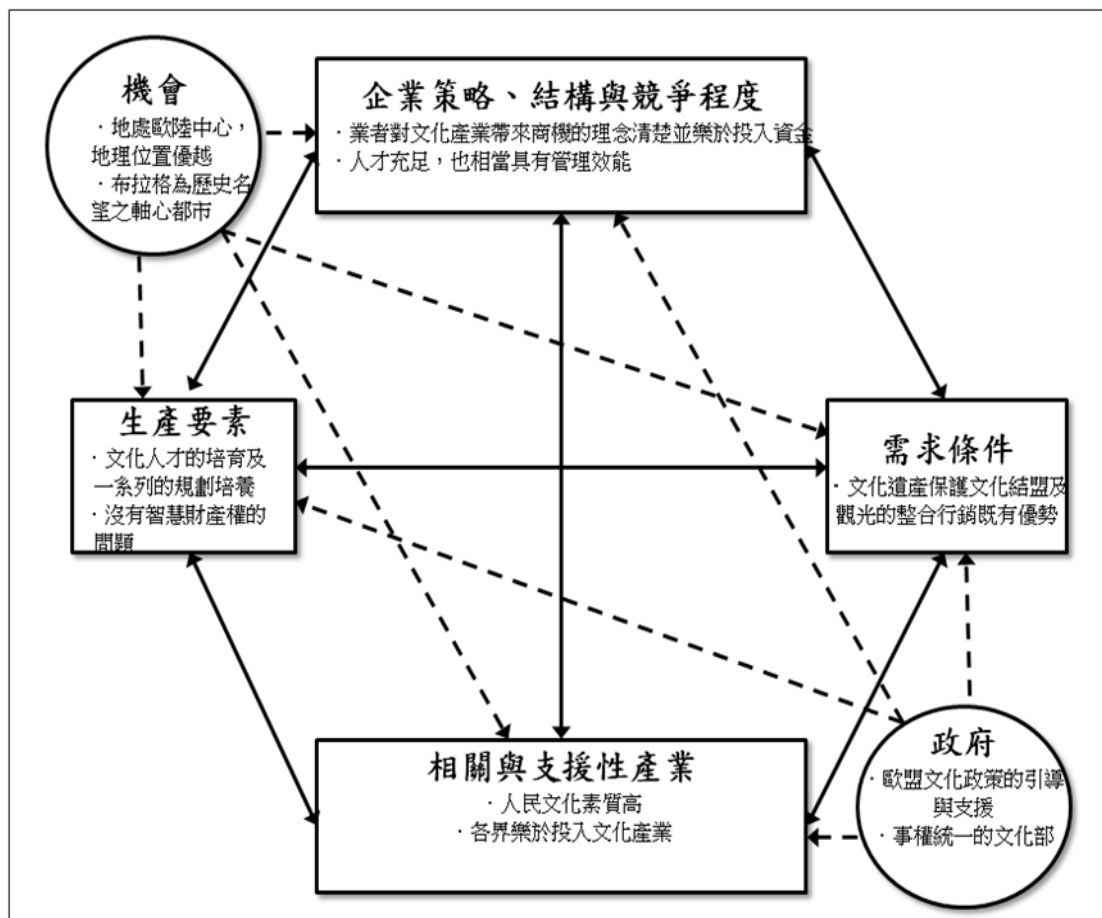 機會
·地處歐陸中心，
地理位置優越
·布拉格為歷史名
望之軸心都市
企業策略、結構與競爭程度
·業者對文化產業帶來商機的理念清楚並樂於投入資金
·人才充足，也相當具有管理效能
生產要素
·文化人才的培育及
一系列的規劃培養
·沒有智慧財產權的
問題
需求條件
·文化遺產保護文化結盟及
觀光的整合行銷既有優勢
相關與支援性產業
·人民文化素質高
·各界樂於投入文化產業
政府
·歐盟文化政策的引導
與支援
·事權統一的文化部